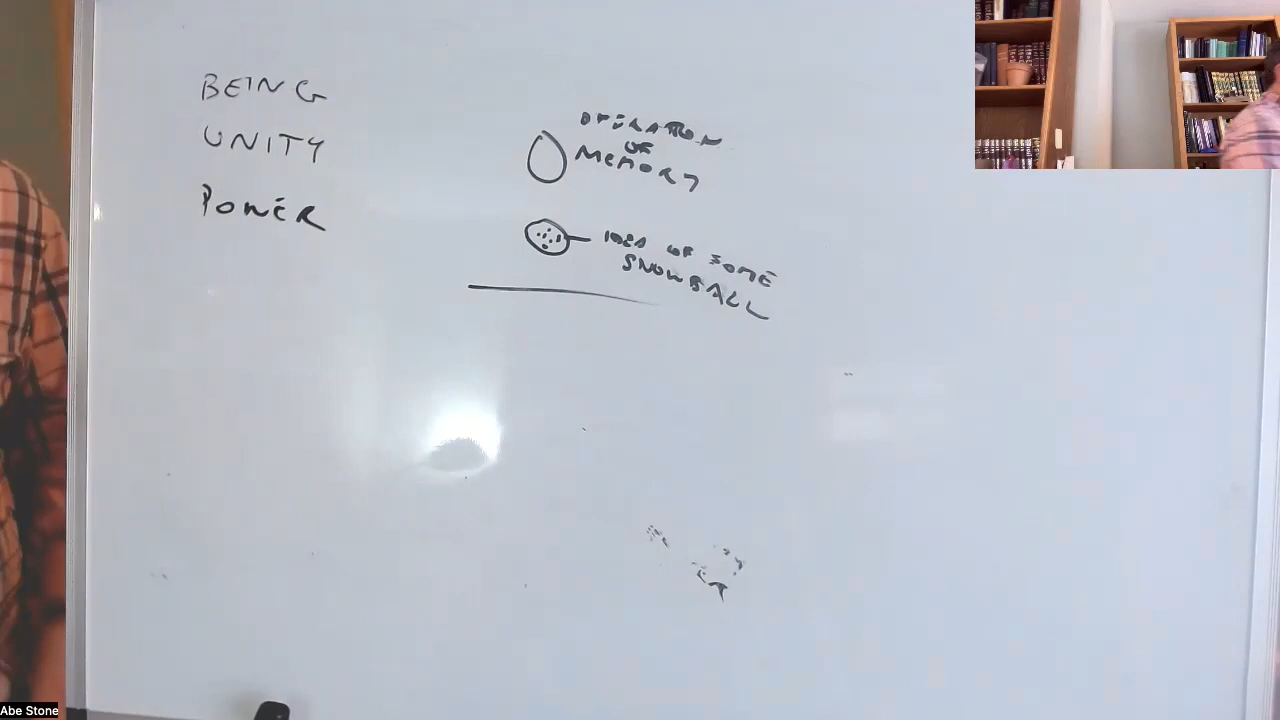 BEING
UNITY
POWER
OPERATION
OF
MEMORY
IDEA OF SOME
SNOWBALL
Abe Stone